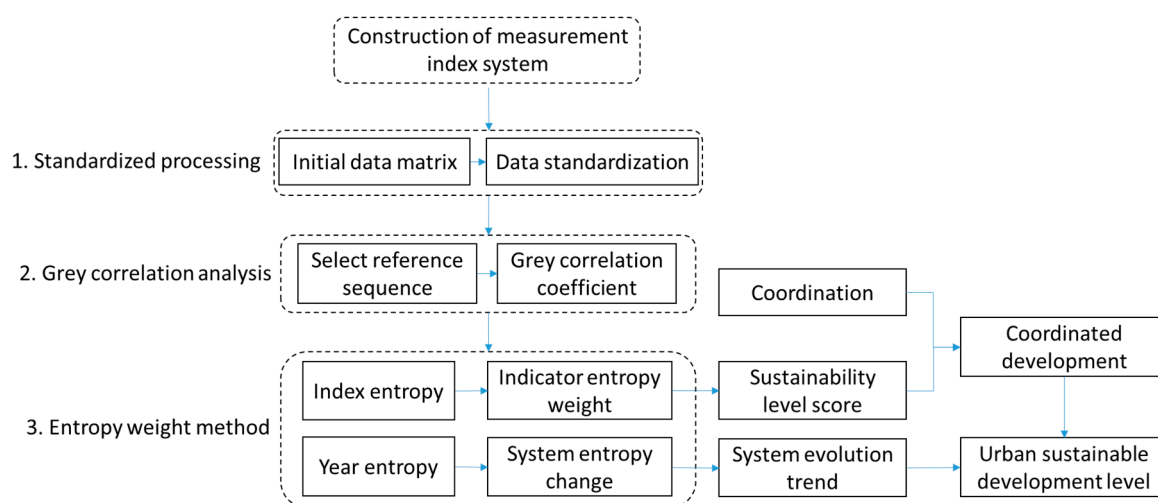 Construction of measurement
index system
1. Standardized processing
Initial data matrix
Data standardization
2. Grey correlation analysis
Select reference
sequence
Grey correlation
coefficient
Coordination
Coordinated
development
3. Entropy weight method
Index entropy
Indicator entropy
weight
Sustainability
level score
Year entropy
System entropy
change
System evolution
trend
Urban sustainable
development level